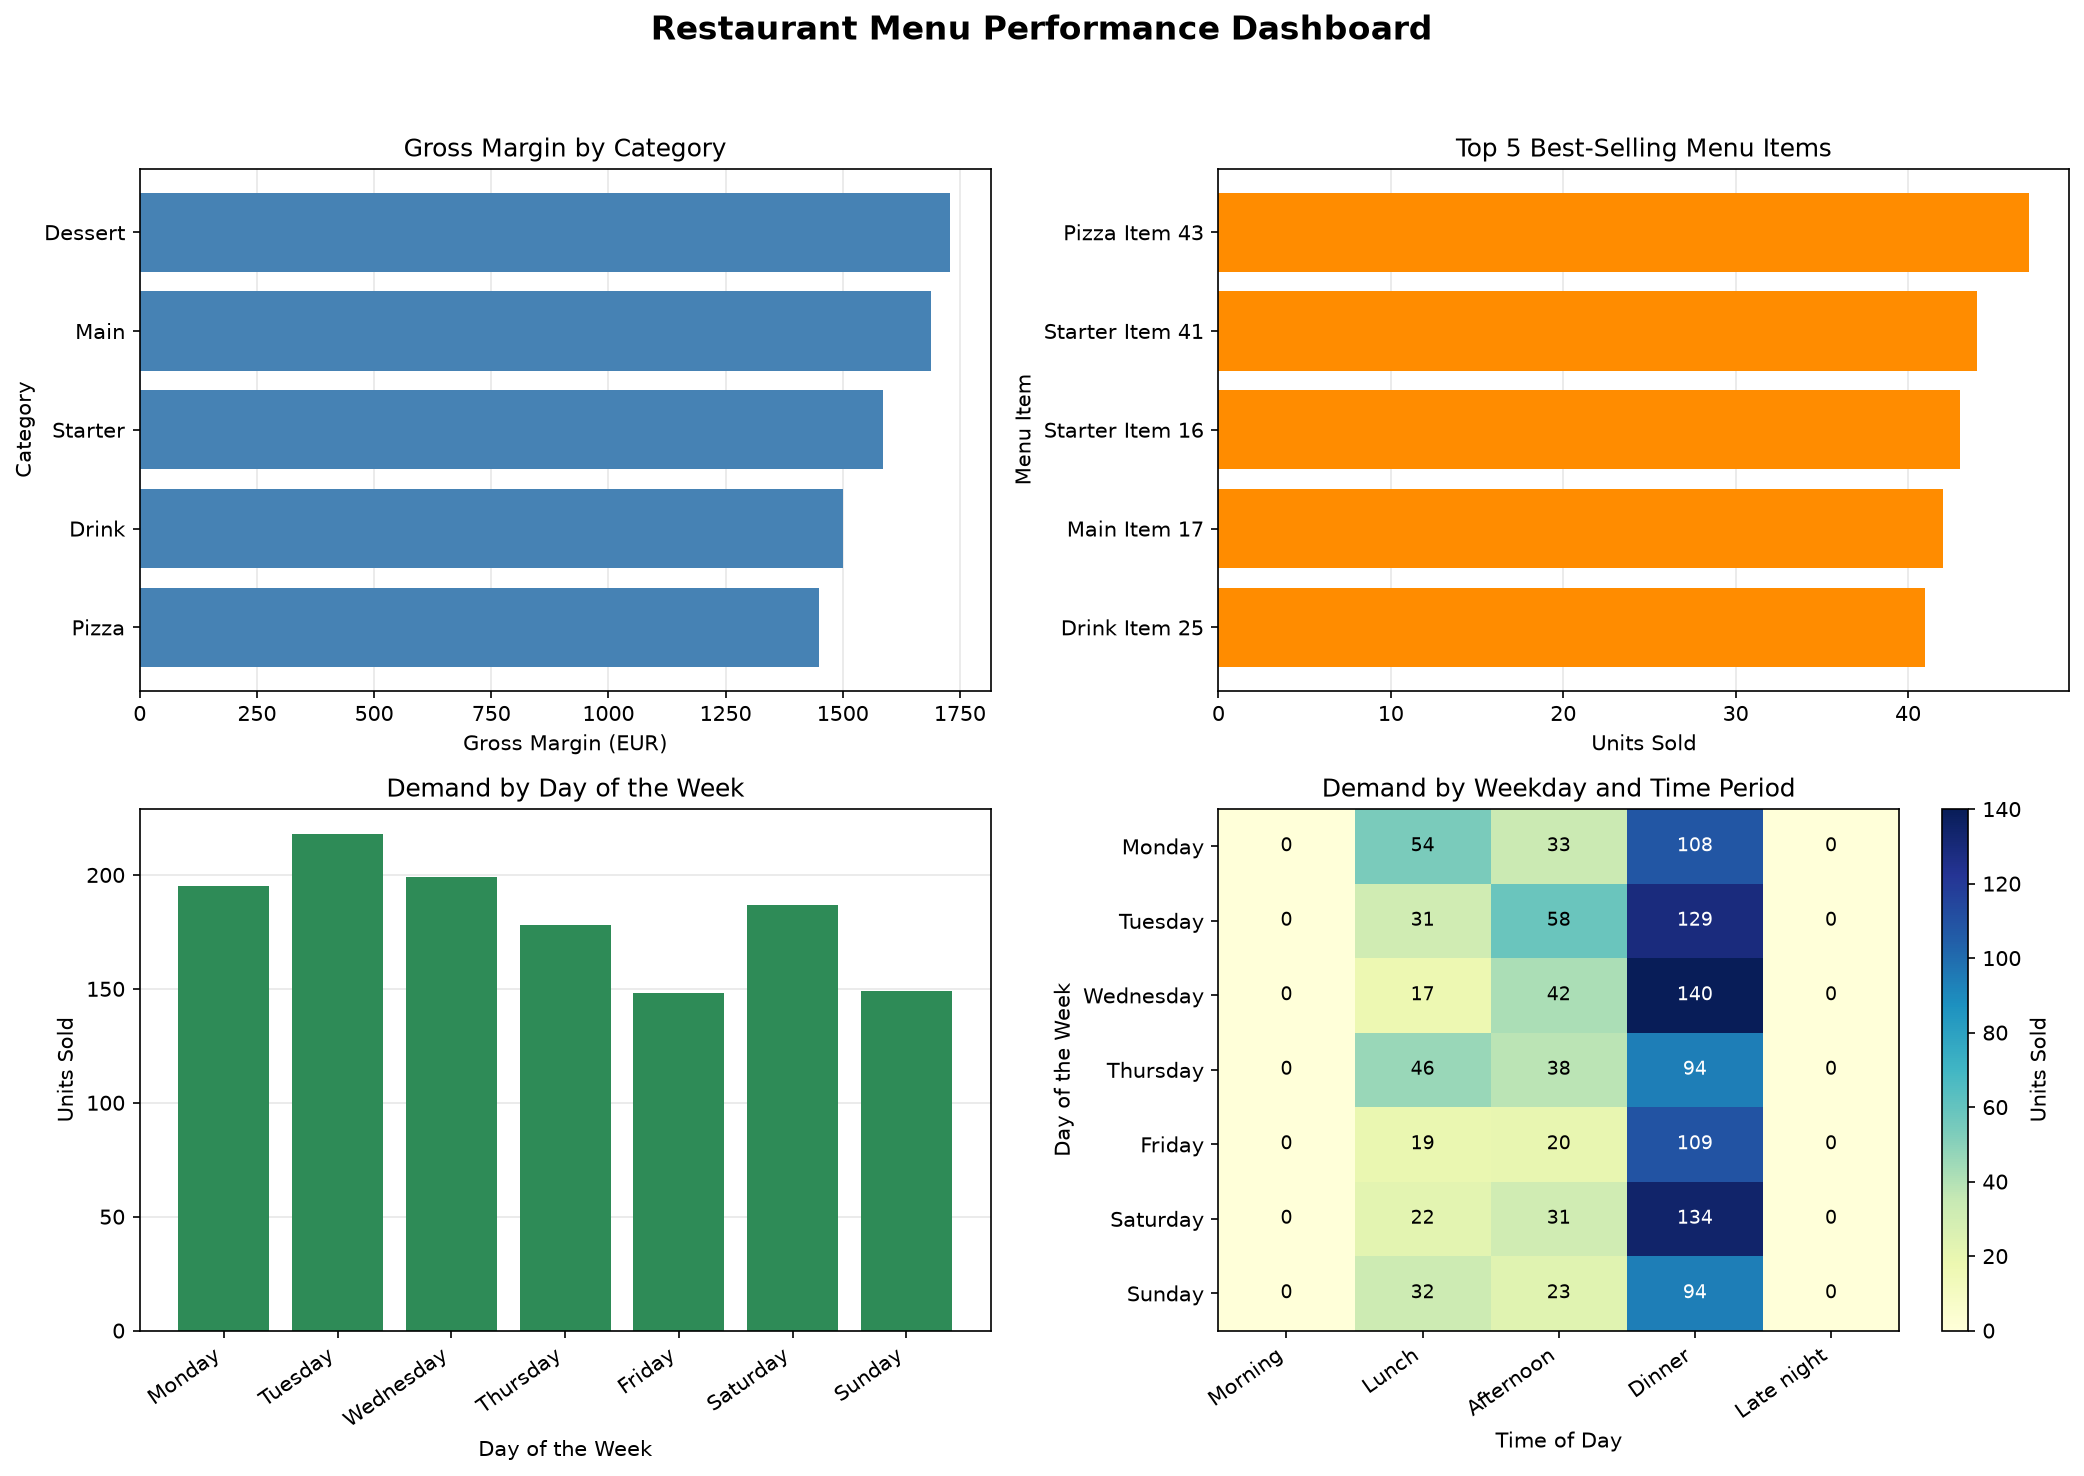 Restaurant Menu Performance Dashboard
Gross Margin by Category
Category
Dessert
Main
Starter
Drink
Pizza
0 250 500 750 1000 1250 1500 1750
Gross Margin (EUR)
Top 5 Best-Selling Menu Items
Menu Item
Pizza Item 43
Starter Item 41
Starter Item 16
Main Item 17
Drink Item 25
0 10 20 30 40
Units Sold
Demand by Day of the Week
Units Sold
200
150
100
50
0
Monday Tuesday Wednesday Thursday Friday Saturday Sunday
Day of the Week
Demand by Weekday and Time Period
Day of the Week
Monday 0 54 33 108 0
Tuesday 0 31 58 129 0
Wednesday 0 17 42 140 0
Thursday 0 46 38 94 0
Friday 0 19 20 109 0
Saturday 0 22 31 134 0
Sunday 0 32 23 94 0
Morning Lunch Afternoon Dinner Late night
Time of Day
140
120
100
80
60
40
20
0
Units Sold